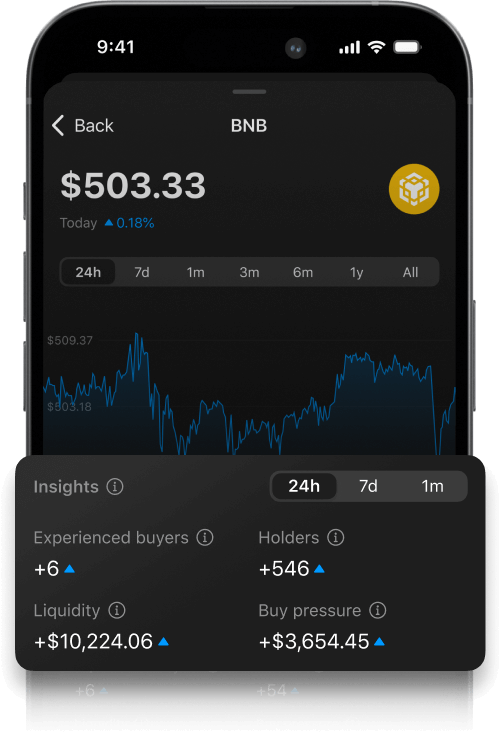 9:41
Back
BNB
$503.33
Today ▲ 0.18%
24h 7d 1m 3m 6m 1y All
$509.37
$503.18
Insights
24h 7d 1m
Experienced buyers
Holders
+6
+546
Liquidity
Buy pressure
+$10,224.06
+$3,654.45
+6
+54